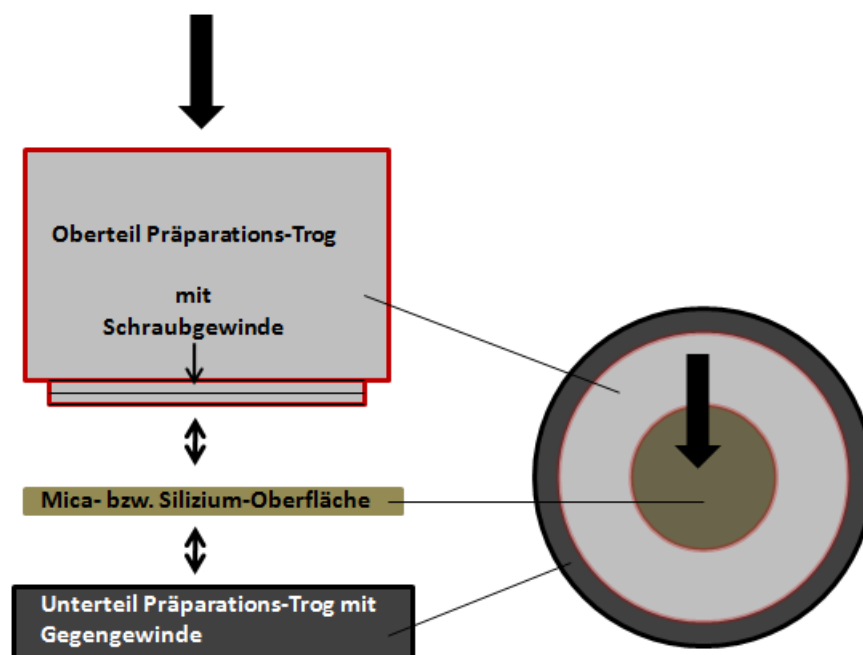 Oberteil Präparations-Trog
mit
Schraubgewinde
Mica- bzw. Silizium-Oberfläche
Unterteil Präparations-Trog mit
Gegengewinde